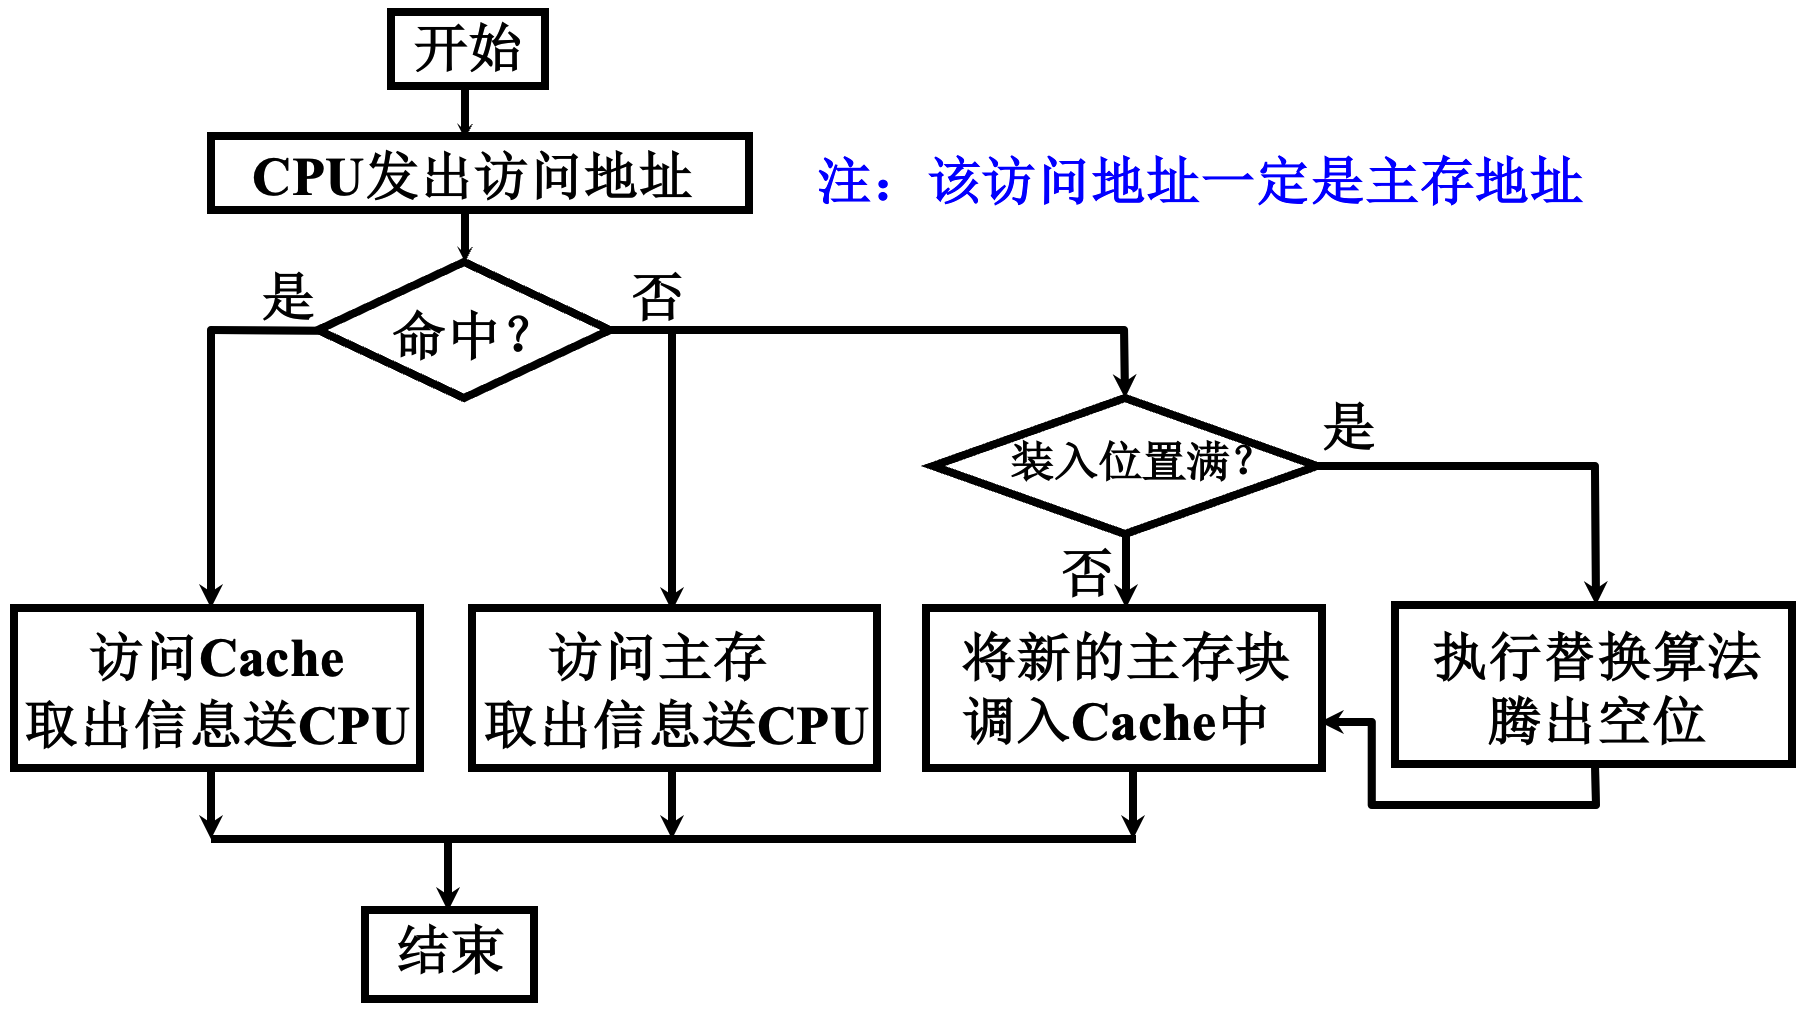 开始
CPU发出访问地址
注：该访问地址一定是主存地址
是
命中？
否
装入位置满？
是
否
访问Cache
取出信息送CPU
访问主存
取出信息送CPU
将新的主存块
调入Cache中
执行替换算法
腾出空位
结束